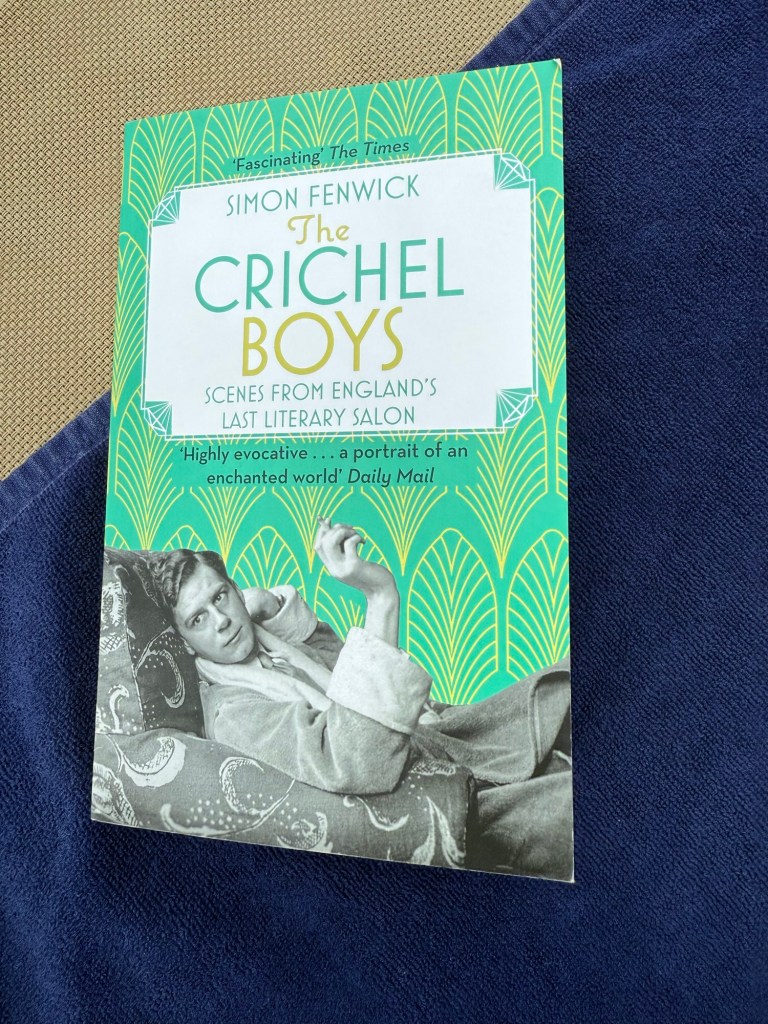 ‘Fascinating’ The Times
SIMON FENWICK
The
CRICHEL
BOYS
SCENES FROM ENGLAND’S
LAST LITERARY SALON
‘Highly evocative . . . a portrait of an
enchanted world’ Daily Mail